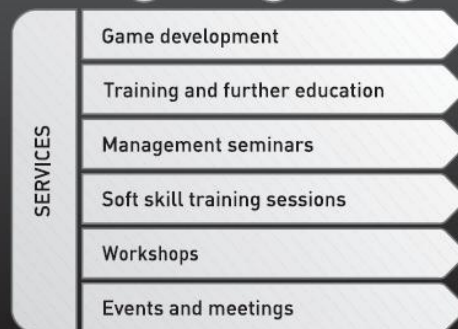 SERVICES
Game development
Training and further education
Management seminars
Soft skill training sessions
Workshops
Events and meetings